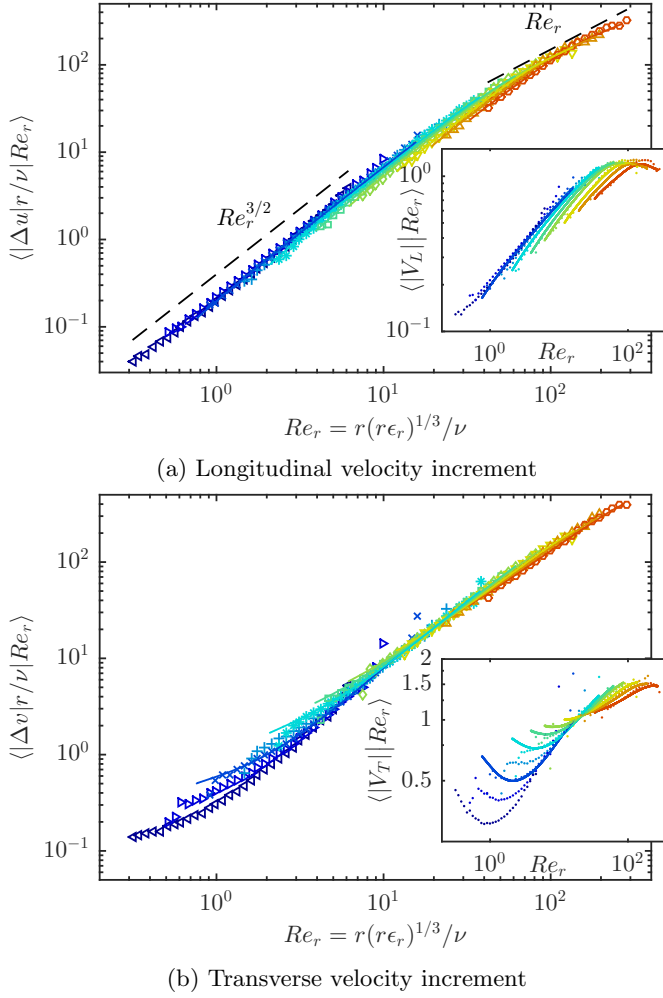 10^2
10^1
10^0
10^{-1}
⟨|Δu|r/ν|Re_r⟩
Re_r
Re_r^{3/2}
10^0
10^{-1}
⟨|V_L||Re_r⟩
10^0 Re_r 10^2
10^0 10^1 10^2
Re_r = r(rϵ_r)^{1/3}/ν
(a) Longitudinal velocity increment
10^2
10^1
10^0
10^{-1}
⟨|Δv|r/ν|Re_r⟩
2
1.5
1
0.5
⟨|V_T||Re_r⟩
10^0 Re_r 10^2
10^0 10^1 10^2
Re_r = r(rϵ_r)^{1/3}/ν
(b) Transverse velocity increment